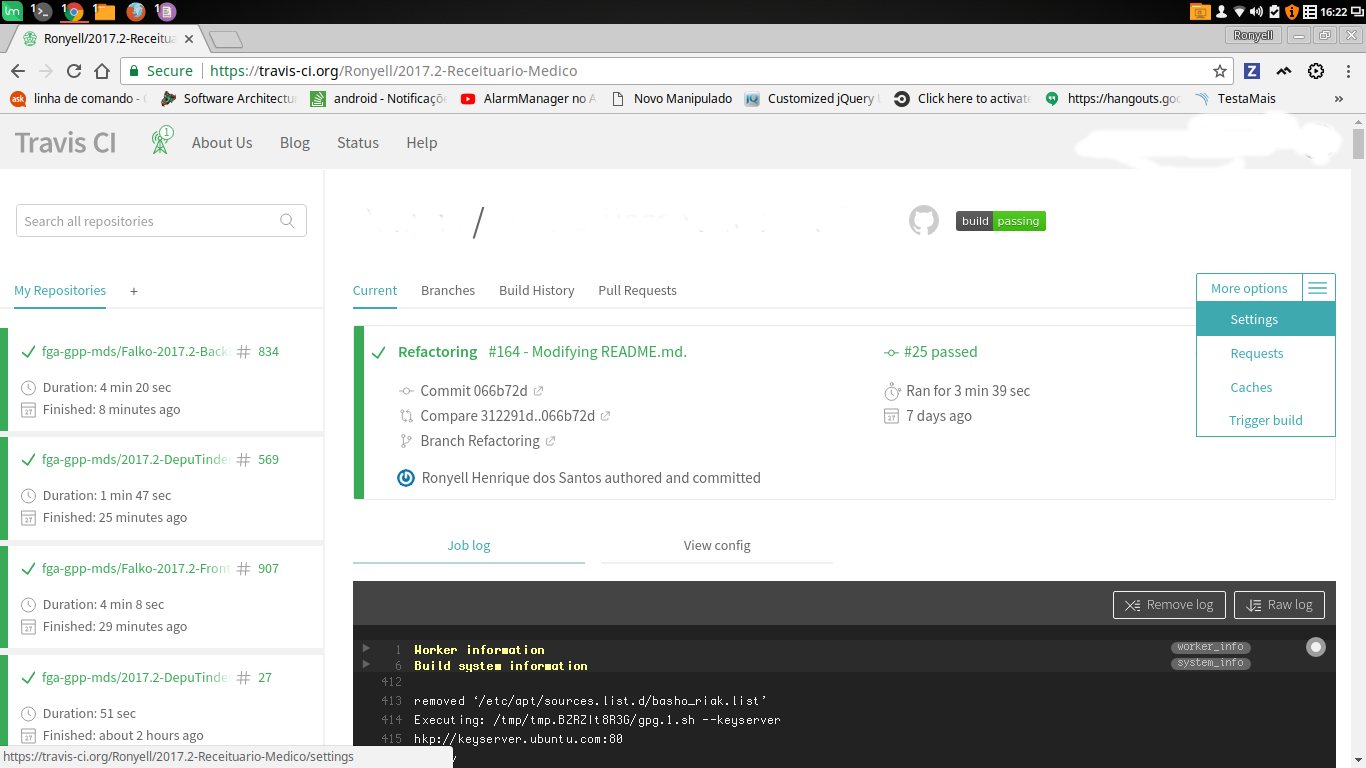 1 1 1 1 16:22
Ronyell/2017.2-Receitua
Ronyell
Secure https://travis-ci.org/Ronyell/2017.2-Receituario-Medico
ask linha de comando - Software Architectu android - Notificaçõe AlarmManager no A Novo Manipulado Customized jQuery Click here to activate https://hangouts.goo TestaMais »
Travis CI 1 About Us Blog Status Help
Search all repositories
/
build passing
My Repositories +
Current Branches Build History Pull Requests
More options
Settings
Requests
Caches
Trigger build
fga-gpp-mds/Falko-2017.2-Back # 834
Duration: 4 min 20 sec
Finished: 8 minutes ago
fga-gpp-mds/2017.2-DepuTinder # 569
Duration: 1 min 47 sec
Finished: 25 minutes ago
fga-gpp-mds/Falko-2017.2-Front # 907
Duration: 4 min 8 sec
Finished: 29 minutes ago
fga-gpp-mds/2017.2-DepuTinder # 27
Duration: 51 sec
Finished: about 2 hours ago
Refactoring #164 - Modifying README.md.
Commit 066b72d
Compare 312291d..066b72d
Branch Refactoring
Ronyell Henrique dos Santos authored and committed
#25 passed
Ran for 3 min 39 sec
7 days ago
Job log View config
Remove log Raw log
1 Worker information worker_info
6 Build system information system_info
412
413 removed ‘/etc/apt/sources.list.d/basho_riak.list’
414 Executing: /tmp/tmp.BZRZIt8R3G/gpg.1.sh --keyserver
415 hkp://keyserver.ubuntu.com:80
https://travis-ci.org/Ronyell/2017.2-Receituario-Medico/settings